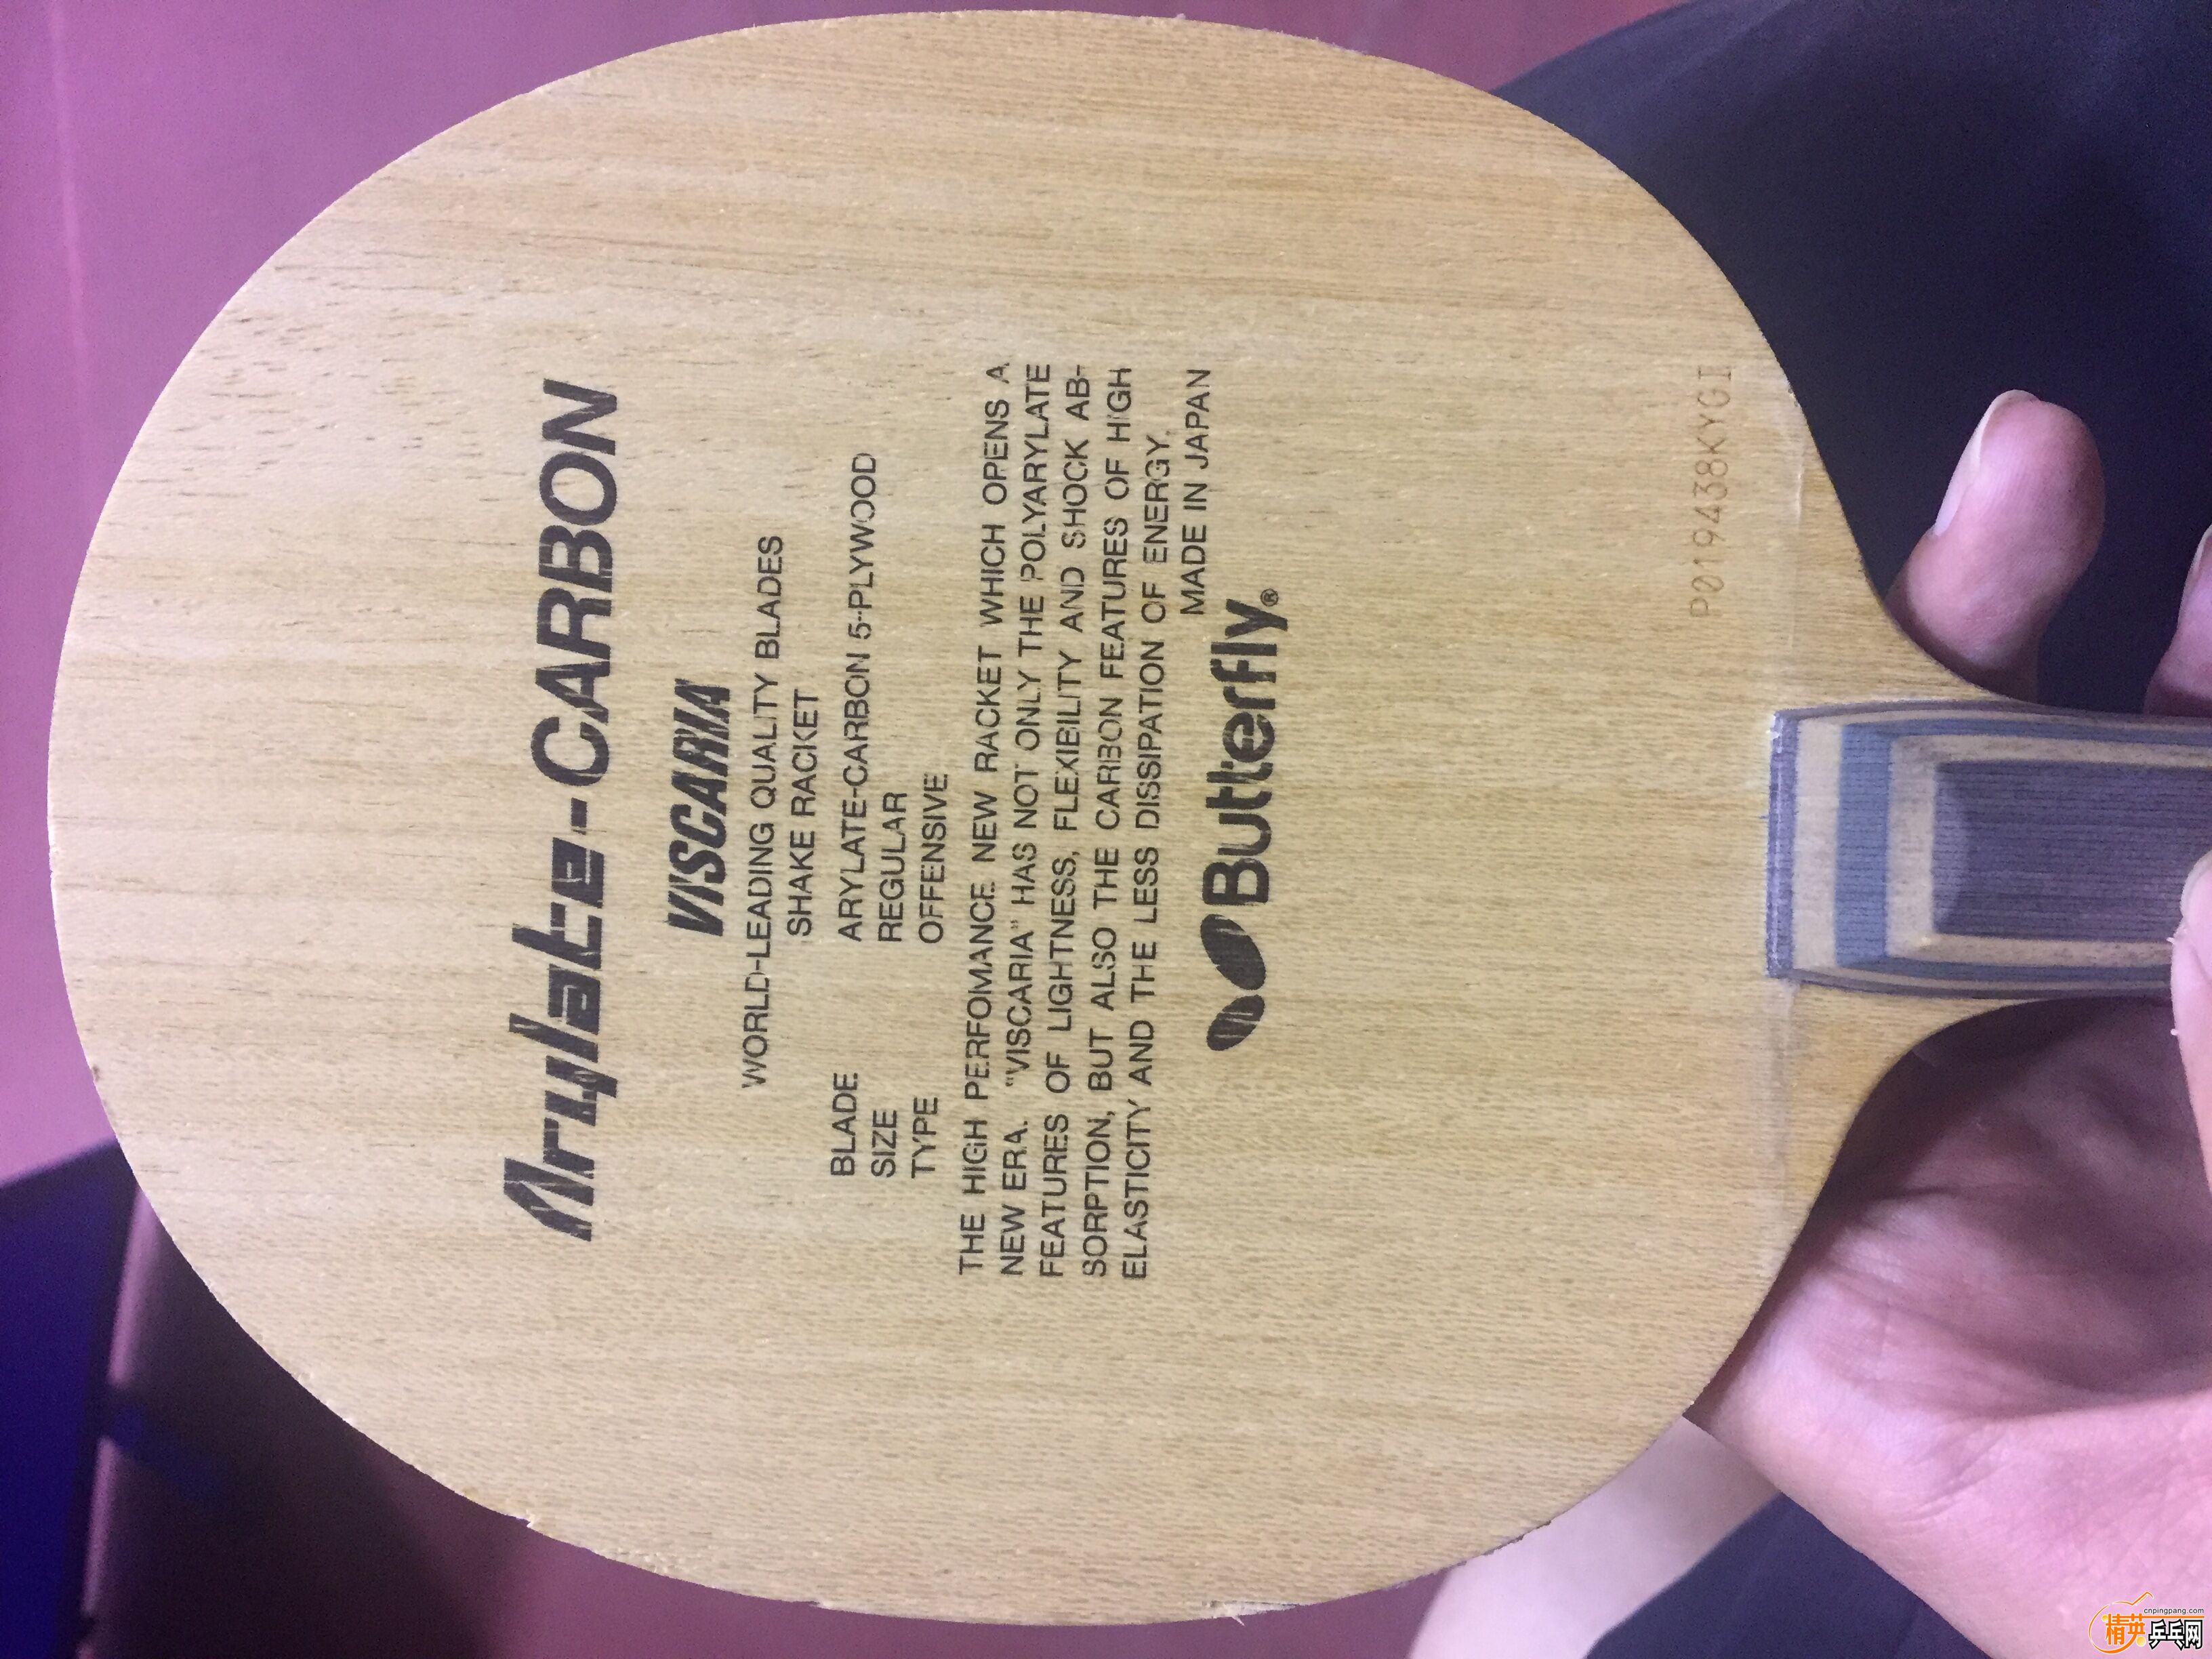 Arylate-CARBON
VISCARIA
WORLD-LEADING QUALITY BLADES
SHAKE RACKET
BLADE ARYLATE-CARBON 5-PLYWOOD
SIZE REGULAR
TYPE OFFENSIVE
THE HIGH PERFOMANCE NEW RACKET WHICH OPENS A
NEW ERA. "VISCARIA" HAS NOT ONLY THE POLYARYLATE
FEATURES OF LIGHTNESS, FLEXIBILITY AND SHOCK AB-
SORPTION, BUT ALSO THE CARBON FEATURES OF HIGH
ELASTICITY AND THE LESS DISSIPATION OF ENERGY.
MADE IN JAPAN
Butterfly®
P019438KYGI
cnpingpang.com
精英乒乓网